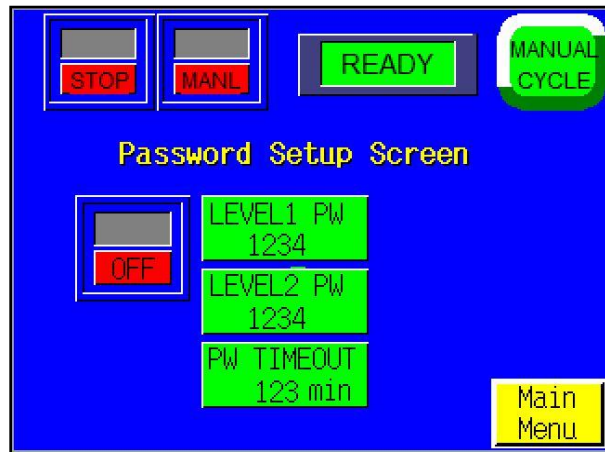 STOP
MANL
READY
MANUAL
CYCLE
Password Setup Screen
OFF
LEVEL1 PW
1234
LEVEL2 PW
1234
PW TIMEOUT
123 min
Main
Menu